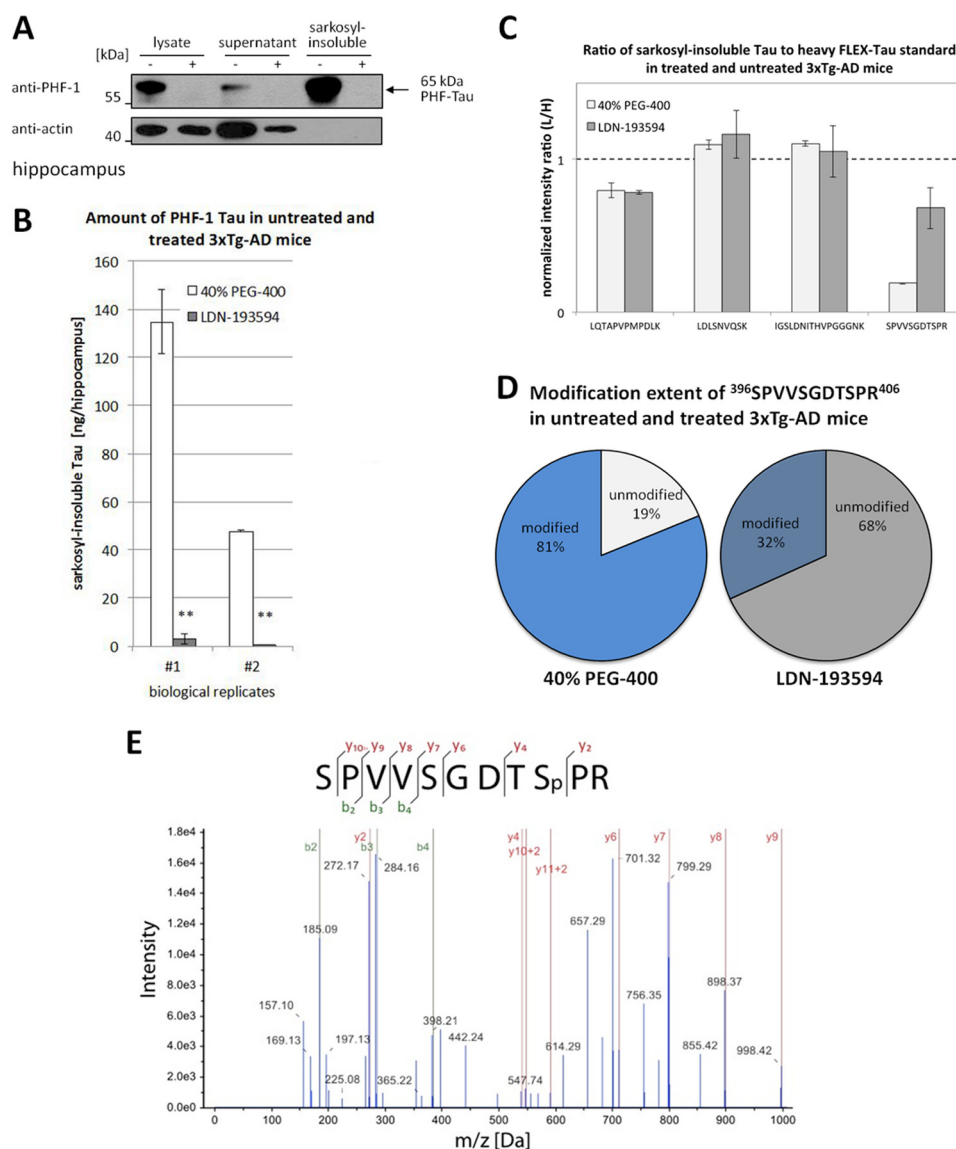 A
lysate supernatant sarkosyl-
insoluble
[kDa]
- + - + - +
anti-PHF-1
55
65 kDa
PHF-Tau
anti-actin
40
hippocampus
B
Amount of PHF-1 Tau in untreated and
treated 3xTg-AD mice
sarkosyl-insoluble Tau [ng/hippocampus]
160
140
120
100
80
60
40
20
0
40% PEG-400
LDN-193594
**
**
#1 #2
biological replicates
C
Ratio of sarkosyl-insoluble Tau to heavy FLEX-Tau standard
in treated and untreated 3xTg-AD mice
normalized intensity ratio (L/H)
1
0
40% PEG-400
LDN-193594
LQTAPVPMPDLK LDLSNVQSK IGSLDNITHVPGGGNK SPVVSGDTSPR
D
Modification extent of ³⁹⁶SPVVSGDTSPR⁴⁰⁶
in untreated and treated 3xTg-AD mice
unmodified
19%
modified
81%
modified
32%
unmodified
68%
40% PEG-400 LDN-193594
E
y10 y9 y8 y7 y6 y4 y2
SPVVSGDTSpPR
b2 b3 b4
Intensity
1.8e4
1.6e4
1.4e4
1.2e4
1.0e4
8.0e3
6.0e3
4.0e3
2.0e3
0.0e0
b2 y2 b3 b4 y4 y6 y7 y8 y9
y10+2
y11+2
272.17 284.16 701.32 799.29
185.09 657.29
157.10 756.35 898.37
169.13 197.13 398.21 442.24
225.08 365.22 547.74 614.29 855.42 998.42
0 100 200 300 400 500 600 700 800 900 1000
m/z [Da]